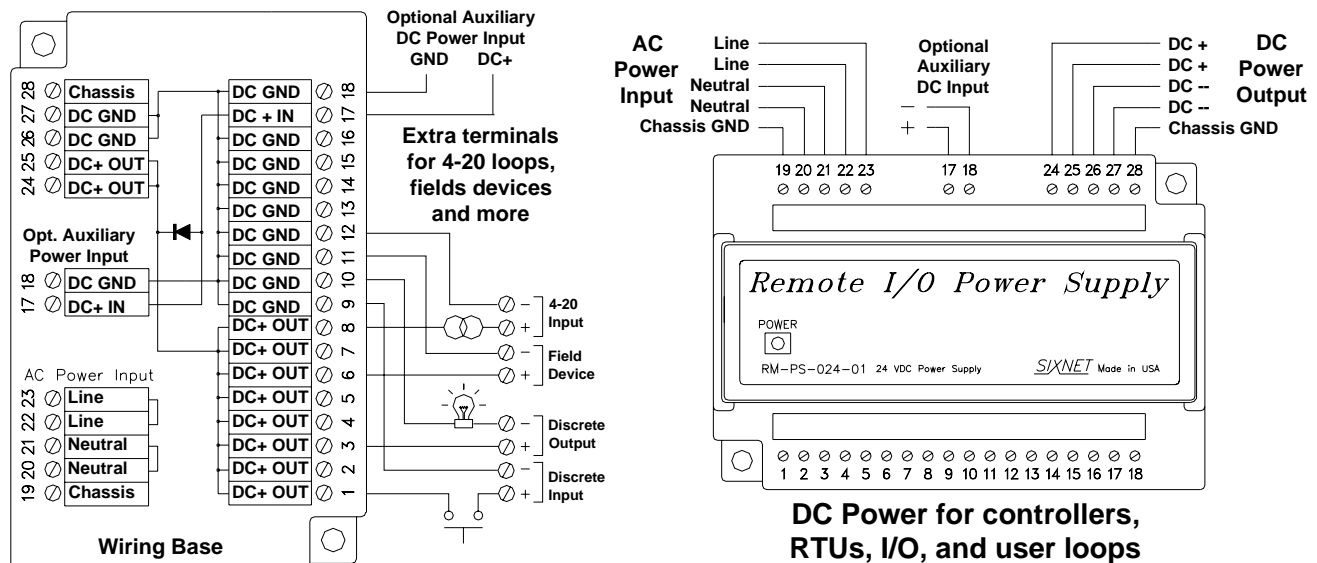 Optional Auxiliary
DC Power Input
GND DC+
28 Chassis
27 DC GND
26 DC GND
25 DC+ OUT
24 DC+ OUT
Opt. Auxiliary
Power Input
18 DC GND
17 DC+ IN
AC Power Input
23 Line
22 Line
21 Neutral
20 Neutral
19 Chassis
DC GND 18
DC + IN 17
DC GND 16
DC GND 15
DC GND 14
DC GND 13
DC GND 12
DC GND 11
DC GND 10
DC GND 9
DC+ OUT 8
DC+ OUT 7
DC+ OUT 6
DC+ OUT 5
DC+ OUT 4
DC+ OUT 3
DC+ OUT 2
DC+ OUT 1
Wiring Base
Extra terminals
for 4-20 loops,
fields devices
and more
- 4-20
+ Input
- Field
+ Device
- Discrete
+ Output
- Discrete
+ Input
AC
Power
Input
Line
Line
Neutral
Neutral
Chassis GND
Optional
Auxiliary
DC Input
-
+
DC +
DC +
DC --
DC --
Chassis GND
DC
Power
Output
19 20 21 22 23 17 18 24 25 26 27 28
Remote I/O Power Supply
POWER
RM-PS-024-01 24 VDC Power Supply SIXNET Made in USA
1 2 3 4 5 6 7 8 9 10 11 12 13 14 15 16 17 18
DC Power for controllers,
RTUs, I/O, and user loops